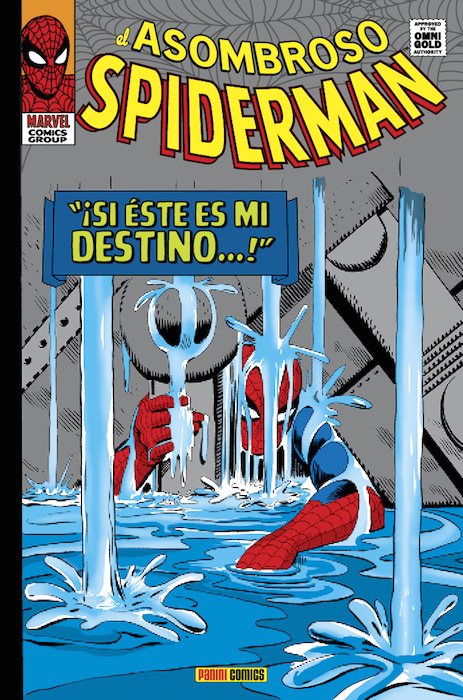 el
ASOMBROSO
SPIDERMAN
MARVEL
COMICS
GROUP
APPROVED
BY THE
OMNI
GOLD
AUTHORITY
"¡SI ÉSTE ES MI
DESTINO...!"
PANINI COMICS